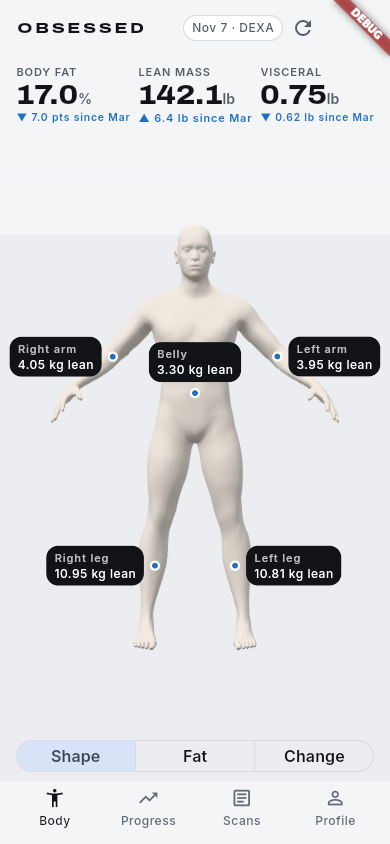 OBSESSED
Nov 7 · DEXA
DEBUG
BODY FAT
17.0%
▼ 7.0 pts since Mar
LEAN MASS
142.1lb
▲ 6.4 lb since Mar
VISCERAL
0.75lb
▼ 0.62 lb since Mar
Right arm
4.05 kg lean
Belly
3.30 kg lean
Left arm
3.95 kg lean
Right leg
10.95 kg lean
Left leg
10.81 kg lean
Shape
Fat
Change
Body
Progress
Scans
Profile